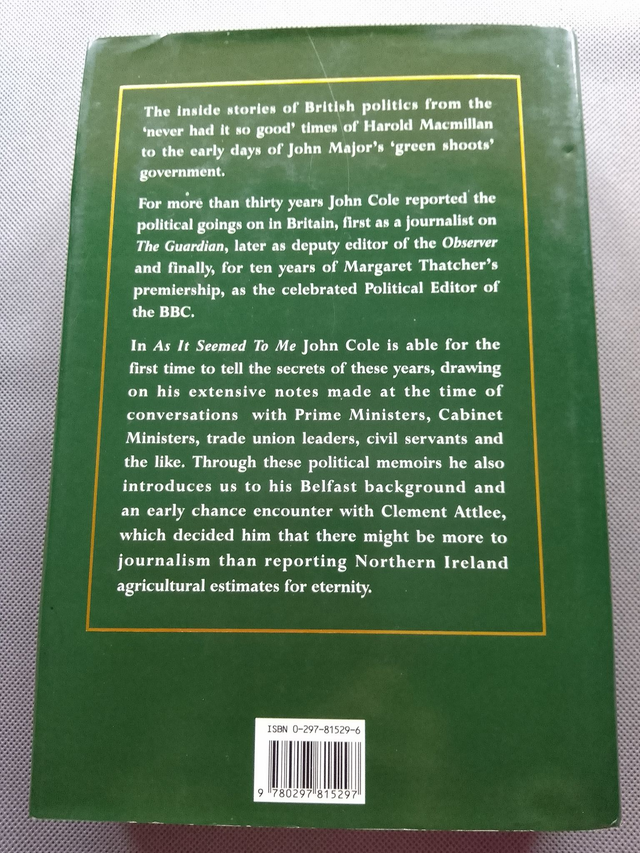 The inside stories of British politics from the
‘never had it so good’ times of Harold Macmillan
to the early days of John Major’s ‘green shoots’
government.
For more than thirty years John Cole reported the
political goings on in Britain, first as a journalist on
The Guardian, later as deputy editor of the Observer
and finally, for ten years of Margaret Thatcher’s
premiership, as the celebrated Political Editor of
the BBC.
In As It Seemed To Me John Cole is able for the
first time to tell the secrets of these years, drawing
on his extensive notes made at the time of
conversations with Prime Ministers, Cabinet
Ministers, trade union leaders, civil servants and
the like. Through these political memoirs he also
introduces us to his Belfast background and
an early chance encounter with Clement Attlee,
which decided him that there might be more to
journalism than reporting Northern Ireland
agricultural estimates for eternity.
ISBN 0-297-81529-6
9 780297 815297